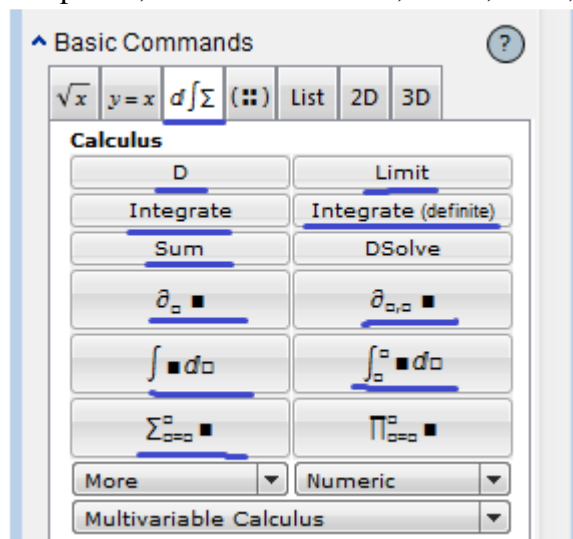 Basic Commands ?
√x y = x d∫Σ (⠿) List 2D 3D
Calculus
D Limit
Integrate Integrate (definite)
Sum DSolve
∂□ ■ ∂□,□ ■
∫ ■ d□ ∫□□ ■ d□
Σ□□=□ ■ ∏□□=□ ■
More Numeric
Multivariable Calculus